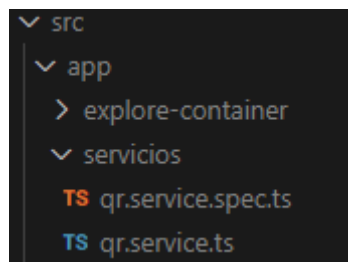 src
app
explore-container
servicios
TS qr.service.spec.ts
TS qr.service.ts